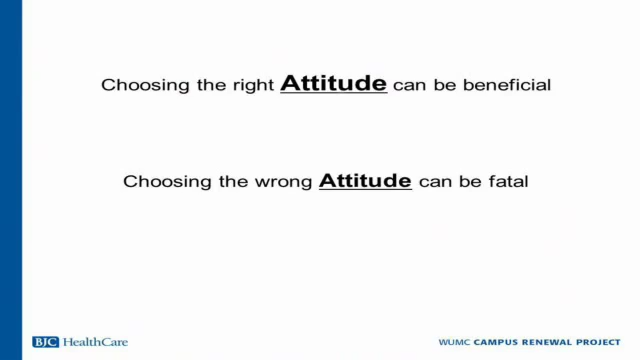 Choosing the right Attitude can be beneficial
Choosing the wrong Attitude can be fatal
BJC HealthCare
WUMC CAMPUS RENEWAL PROJECT